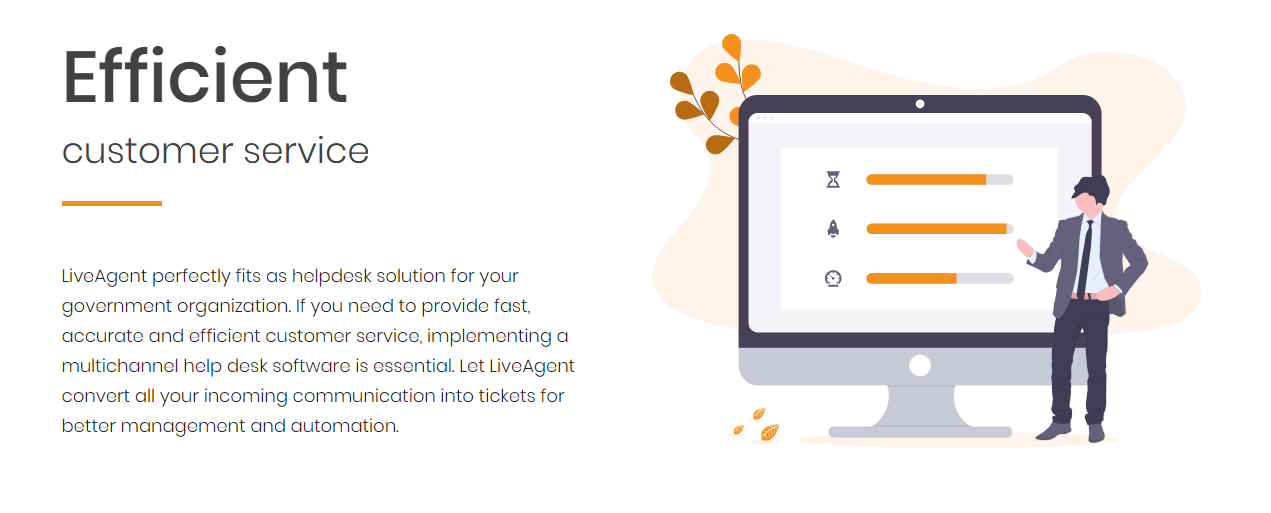 Efficient
customer service
LiveAgent perfectly fits as helpdesk solution for your
government organization. If you need to provide fast,
accurate and efficient customer service, implementing a
multichannel help desk software is essential. Let LiveAgent
convert all your incoming communication into tickets for
better management and automation.